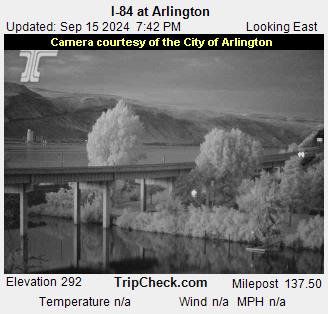 I-84 at Arlington
Updated: Sep 15 2024 7:42 PM Looking East
Camera courtesy of the City of Arlington
Elevation 292 TripCheck.com Milepost 137.50
Temperature n/a Wind n/a MPH n/a